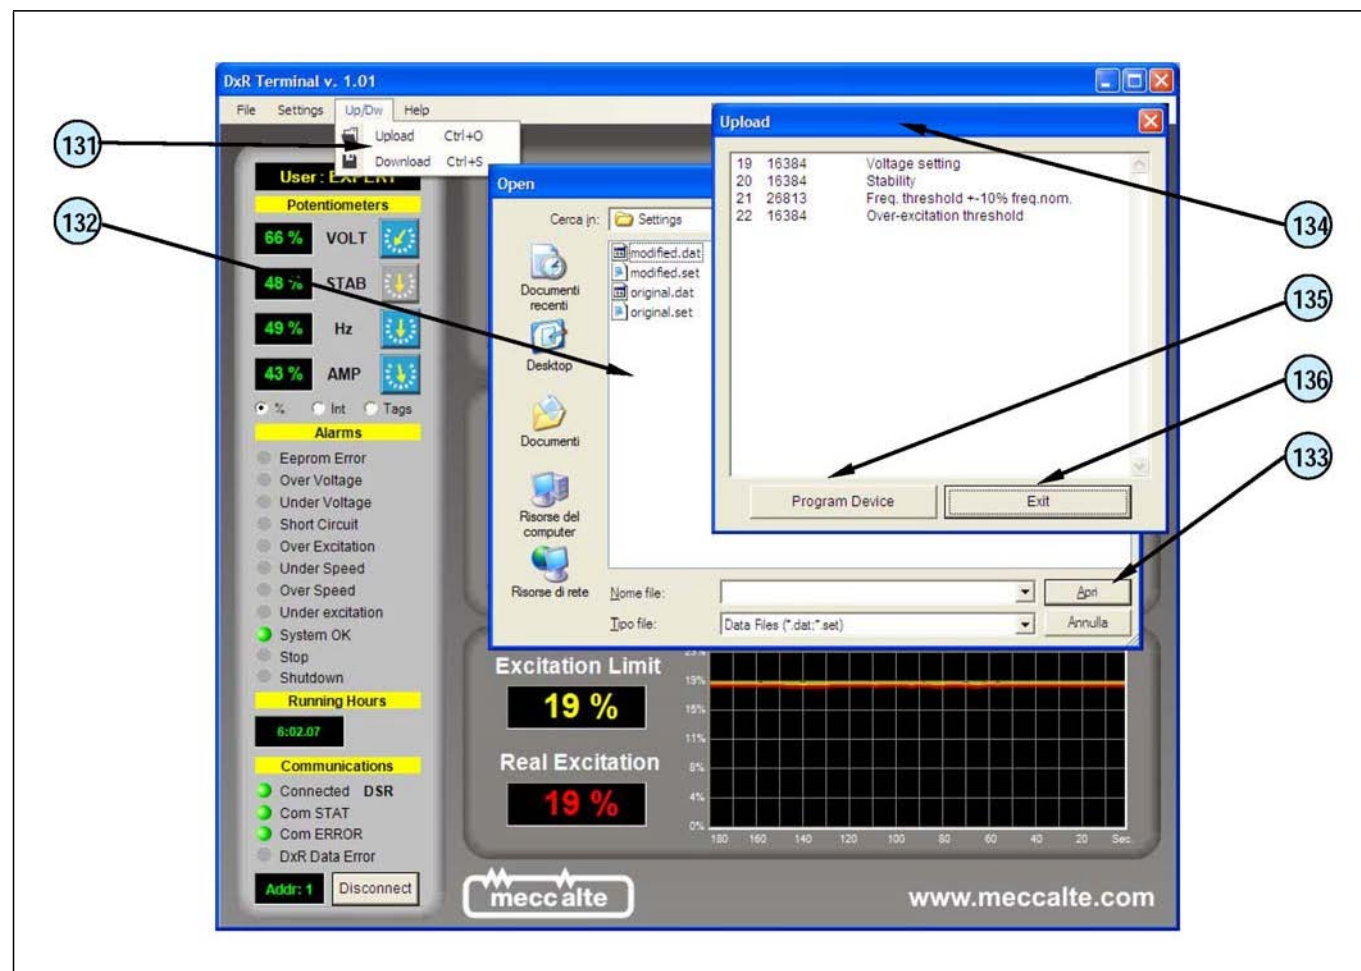 DxR Terminal v. 1.01
File Settings Up/Dw Help
Upload Ctrl+O
Download Ctrl+S
131
132
User: EXPERT
Potentiometers
66 % VOLT
48 % STAB
49 % Hz
43 % AMP
% Int Tags
Alarms
Eeprom Error
Over Voltage
Under Voltage
Short Circuit
Over Excitation
Under Speed
Over Speed
Under excitation
System OK
Stop
Shutdown
Running Hours
6:02.07
Communications
Connected DSR
Com STAT
Com ERROR
DxR Data Error
Addr: 1 Disconnect
Open
Cerca in: Settings
modified.dat
modified.set
original.dat
original.set
Documenti
recenti
Desktop
Documenti
Risorse del
computer
Risorse di rete
Nome file:
Apri
Tipo file:
Data Files (*.dat;*.set)
Annulla
Upload
19 16384 Voltage setting
20 16384 Stability
21 26813 Freq. threshold +-10% freq.nom.
22 16384 Over-excitation threshold
Program Device
Exit
134
135
136
133
Excitation Limit
19 %
Real Excitation
19 %
23%
19%
15%
11%
8%
4%
0%
180 160 140 120 100 80 60 40 20 Sec.
mecc alte
www.meccalte.com